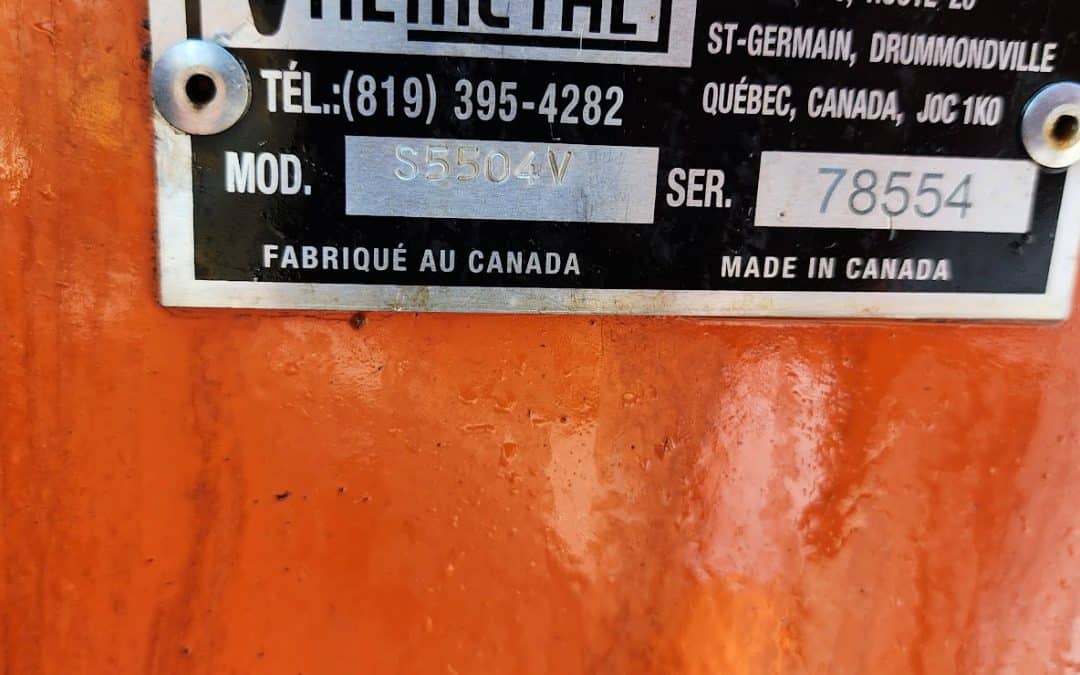 ST-GERMAIN, DRUMMONDVILLE
QUÉBEC, CANADA, J0C 1K0
TÉL.:(819) 395-4282
MOD. S5504V SER. 78554
FABRIQUÉ AU CANADA MADE IN CANADA